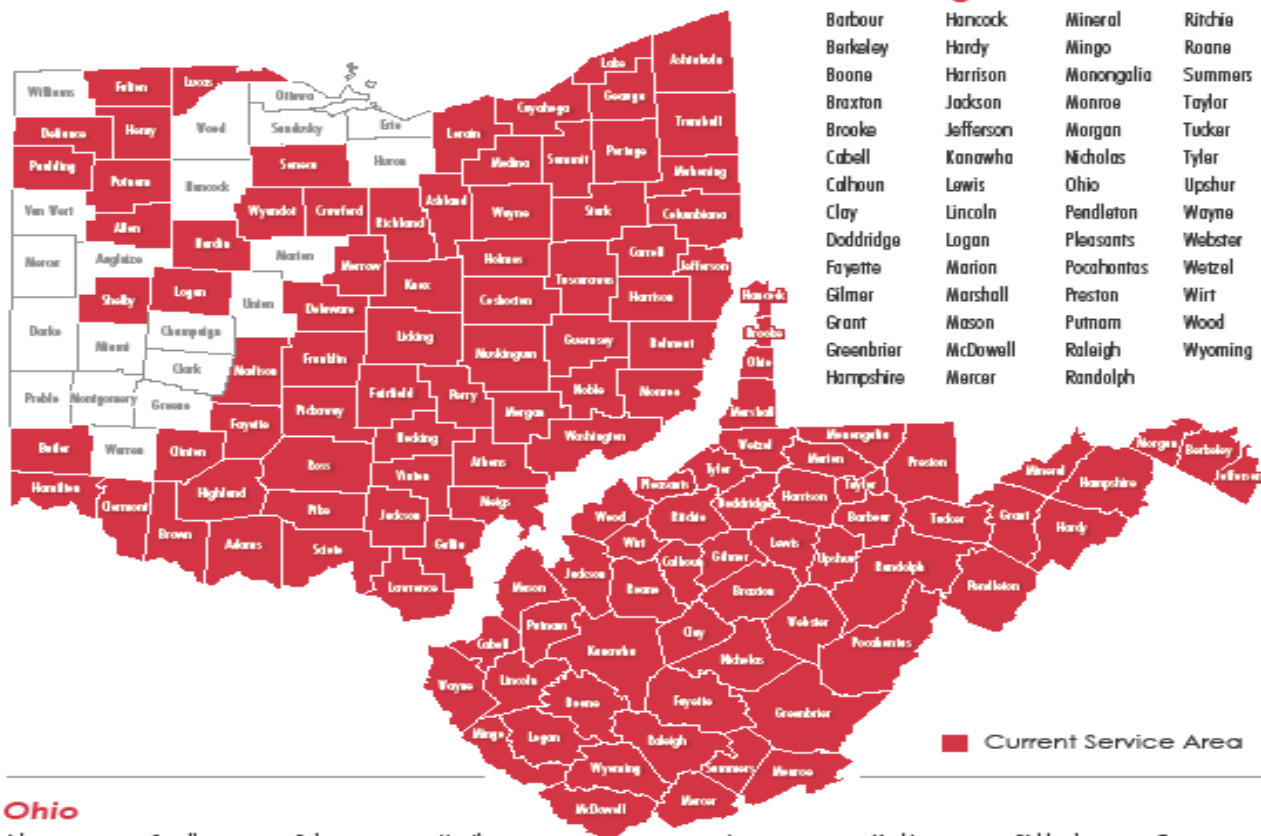 Barbour Hancock Mineral Ritchie
Berkeley Hardy Mingo Roane
Boone Harrison Monongalia Summers
Braxton Jackson Monroe Taylor
Brooke Jefferson Morgan Tucker
Cabell Kanawha Nicholas Tyler
Calhoun Lewis Ohio Upshur
Clay Lincoln Pendleton Wayne
Doddridge Logan Pleasants Webster
Fayette Marion Pocahontas Wetzel
Gilmer Marshall Preston Wirt
Grant Mason Putnam Wood
Greenbrier McDowell Raleigh Wyoming
Hampshire Mercer Randolph
Lake Ashtabula
Williams Fulton Lucas Ottawa Geauga
Cuyahoga
Defiance Henry Wood Sandusky Erie Lorain Trumbull
Paulding Seneca Huron Medina Summit Portage
Putnam Hancock Mahoning
Van Wert Wyandot Crawford Richland Ashland Wayne Stark Columbiana
Allen Hardin
Mercer Auglaize Marion Morrow Holmes Carroll Jefferson
Shelby Logan Union Knox Tuscarawas
Delaware Coshocton Harrison Hancock
Darke Champaign Licking Brooke
Miami Franklin Muskingum Guernsey Belmont
Clark Madison Ohio
Preble Montgomery Greene Fairfield Perry Noble Monroe
Fayette Pickaway Morgan Marshall
Butler Warren Clinton Hocking Washington
Ross Vinton Athens
Hamilton Highland Meigs
Clermont Pike Jackson
Brown Adams Scioto Gallia
Lawrence
Wetzel Monongalia Morgan Berkeley
Marion Preston Mineral Jefferson
Pleasants Tyler Taylor Hampshire
Doddridge Harrison
Wood Ritchie Barbour Tucker Grant Hardy
Wirt Lewis
Calhoun Gilmer Upshur Randolph
Jackson Pendleton
Mason Roane Braxton
Putnam Webster
Cabell Clay Pocahontas
Kanawha Nicholas
Wayne Lincoln
Boone Fayette Greenbrier
Mingo Logan Raleigh
Wyoming Summers Monroe
McDowell Mercer
Current Service Area
Ohio